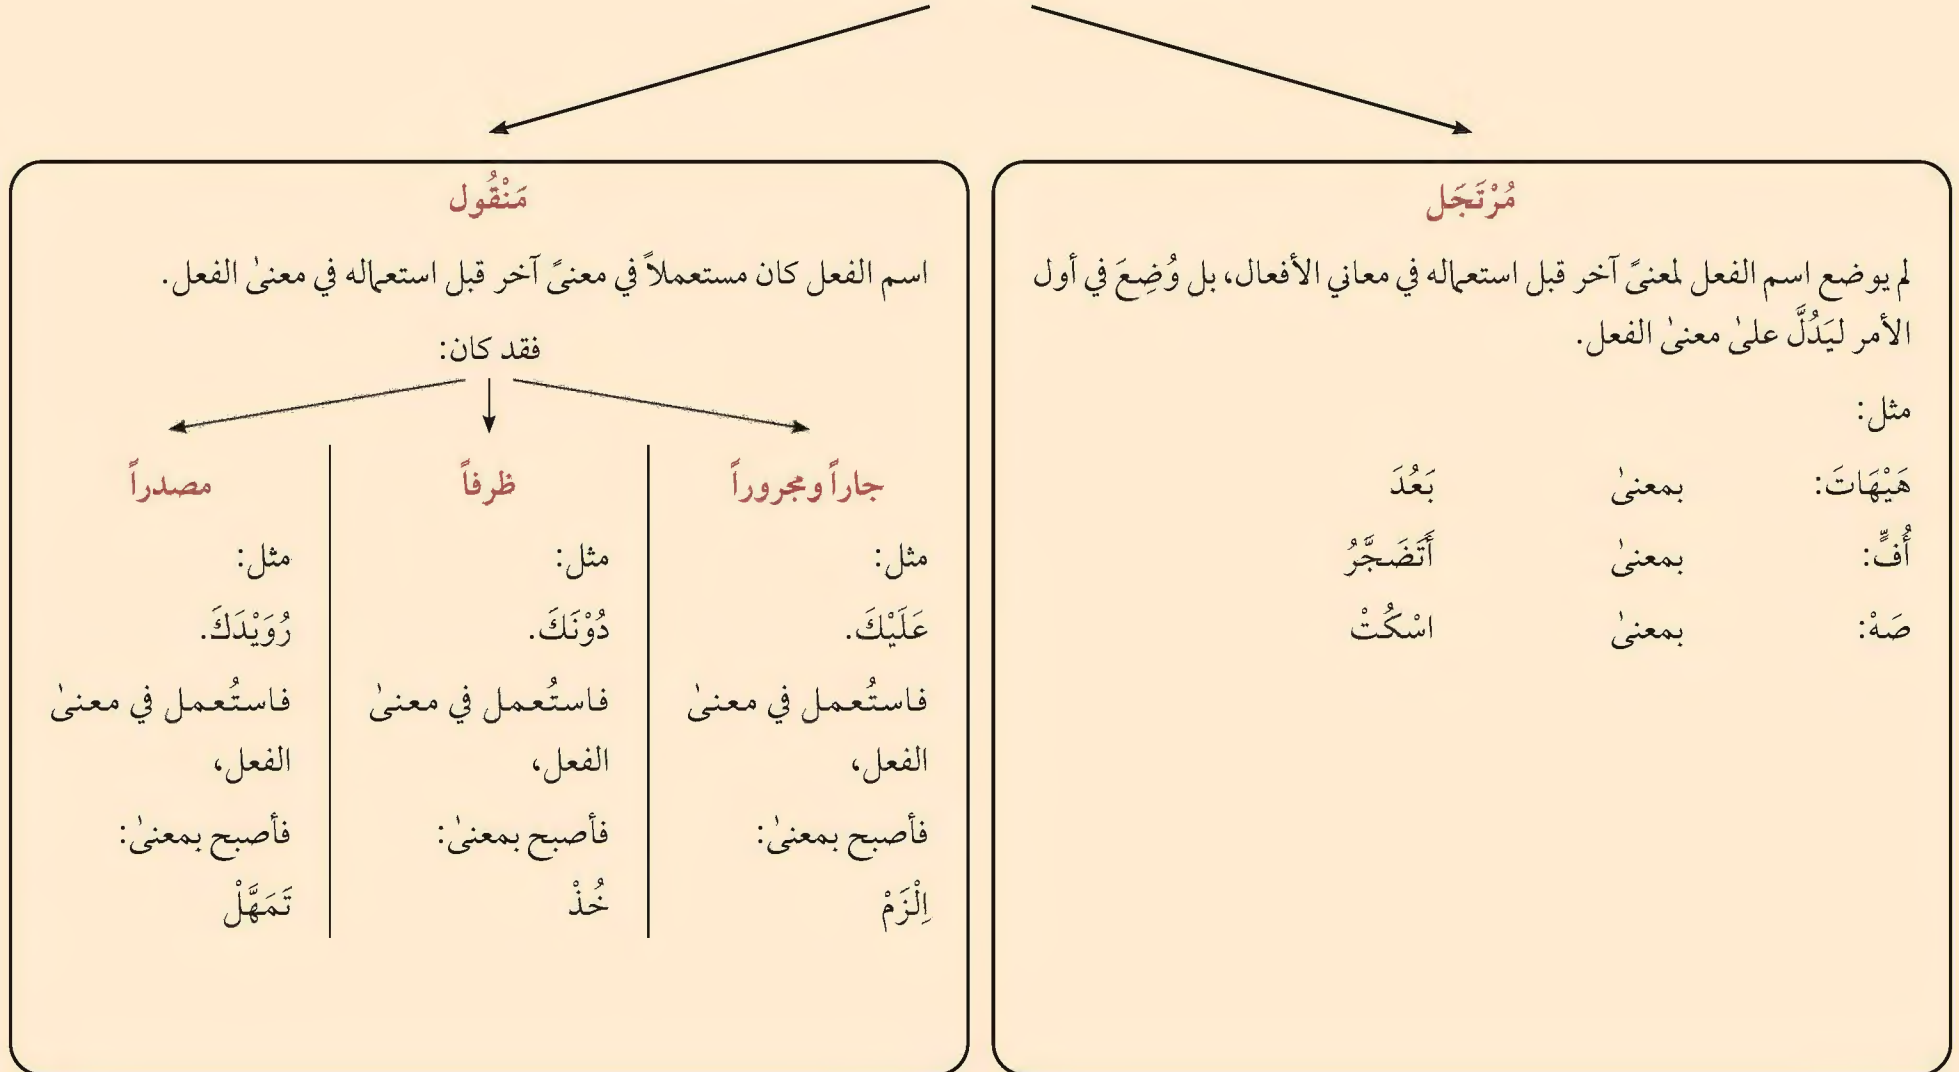 مُرْتَجَل
لم يوضع اسم الفعل لمعنىً آخر قبل استعماله في معاني الأفعال، بل وُضِعَ في أول
الأمر ليَدُلَّ علىٰ معنىٰ الفعل.
مثل:
هَيْهَاتَ: بمعنىٰ بَعُدَ
أُفٍّ: بمعنىٰ أَتَضَجَّرُ
صَهْ: بمعنىٰ اسْكُتْ
مَنْقُول
اسم الفعل كان مستعملاً في معنىً آخر قبل استعماله في معنىٰ الفعل.
فقد كان:
جاراً ومجروراً
مثل:
عَلَيْكَ.
فاستُعمل في معنىٰ
الفعل،
فأصبح بمعنىٰ:
اِلْزَمْ
ظرفاً
مثل:
دُوْنَكَ.
فاستُعمل في معنىٰ
الفعل،
فأصبح بمعنىٰ:
خُذْ
مصدراً
مثل:
رُوَيْدَكَ.
فاستُعمل في معنىٰ
الفعل،
فأصبح بمعنىٰ:
تَمَهَّلْ